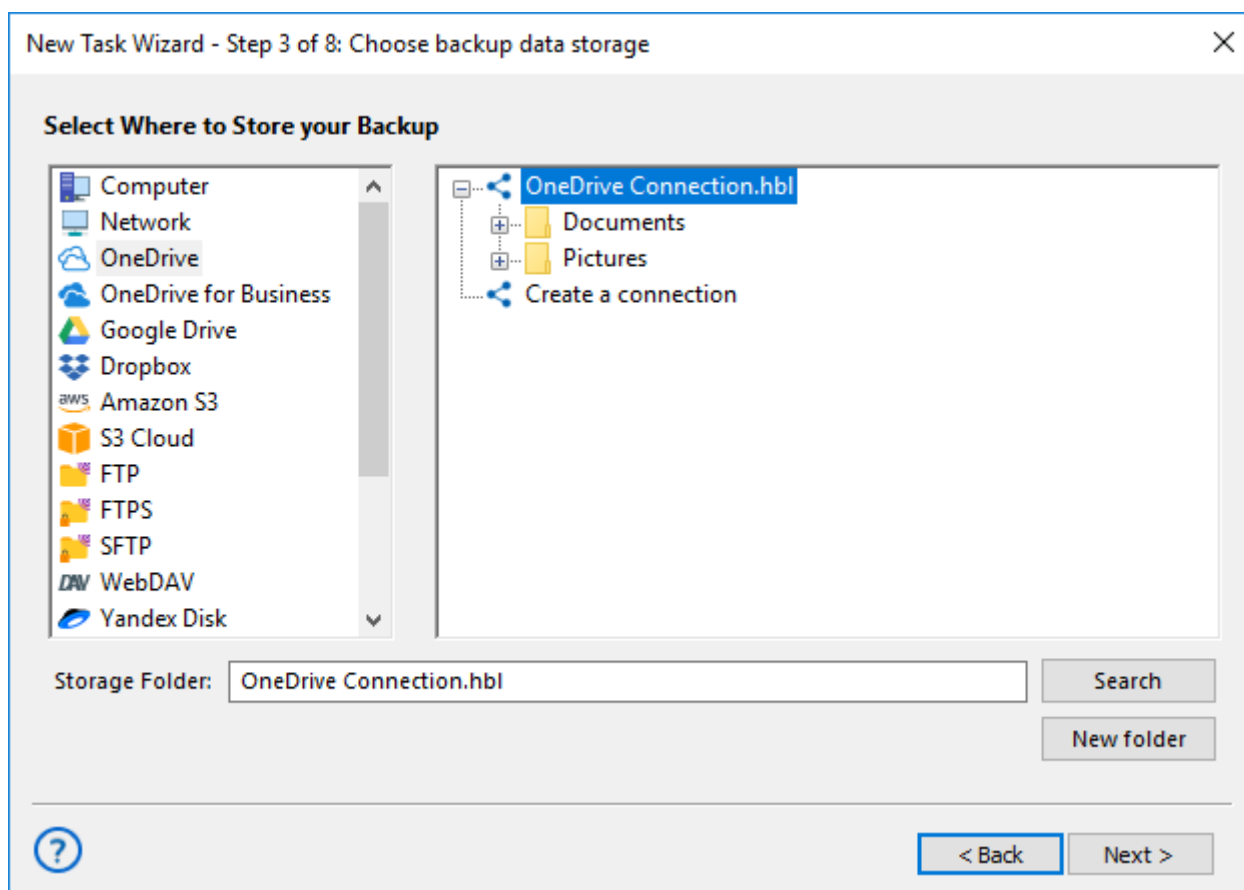 New Task Wizard - Step 3 of 8: Choose backup data storage
Select Where to Store your Backup
Computer
Network
OneDrive
OneDrive for Business
Google Drive
Dropbox
aws Amazon S3
S3 Cloud
FTP
FTPS
SFTP
DAV WebDAV
Yandex Disk
OneDrive Connection.hbl
Documents
Pictures
Create a connection
Storage Folder: OneDrive Connection.hbl
Search
New folder
?
< Back
Next >